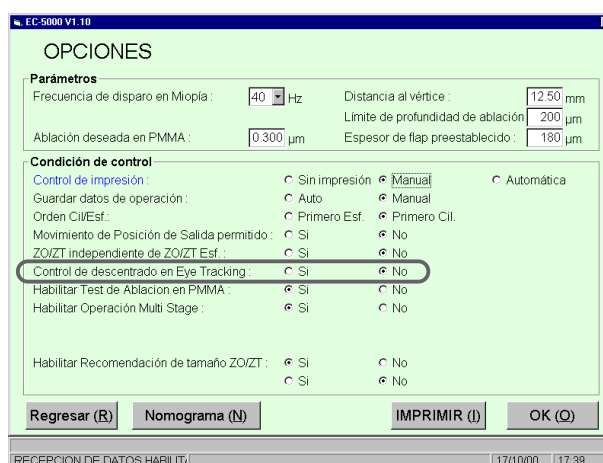 EC-5000 V1.10
OPCIONES
Parámetros
Frecuencia de disparo en Miopía : 40 Hz Distancia al vértice : 12.50 mm
Límite de profundidad de ablación 200 µm
Ablación deseada en PMMA : 0.300 µm Espesor de flap preestablecido : 180 µm
Condición de control
Control de impresión : Sin impresión Manual Automática
Guardar datos de operación : Auto Manual
Orden Cil/Esf.: Primero Esf. Primero Cil.
Movimiento de Posición de Salida permitido : Si No
ZO/ZT independiente de ZO/ZT Esf. : Si No
Control de descentrado en Eye Tracking : Si No
Habilitar Test de Ablacion en PMMA : Si No
Habilitar Operación Multi Stage : Si No
Habilitar Recomendación de tamaño ZO/ZT : Si No
Si No
Regresar (R) Nomograma (N) IMPRIMIR (I) OK (O)
RECEPCION DE DATOS HABILIT 17/10/00 17:39